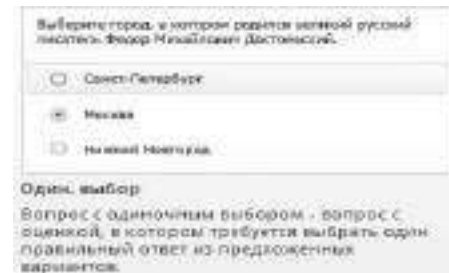 Выберите город, в котором родился великий русский
писатель Федор Михайлович Достоевский.
Санкт-Петербург
Москва
Нижний Новгород
Один. выбор
Вопрос с одиночным выбором - вопрос с
оценкой, в котором требуется выбрать один
правильный ответ из предложенных
вариантов.